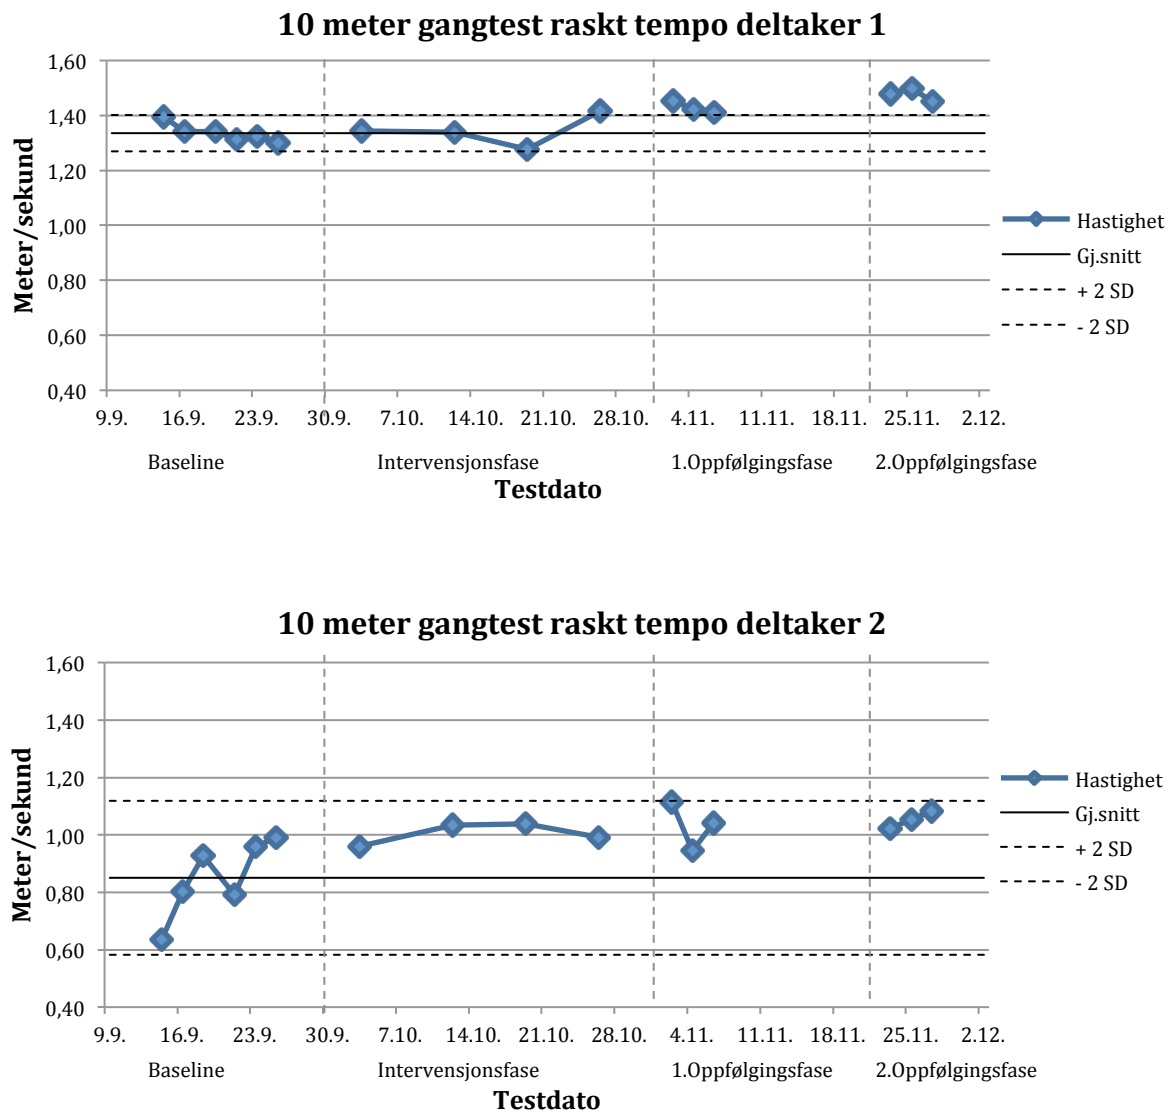 10 meter gangtest raskt tempo deltaker 1
Meter/sekund
1,60
1,40
1,20
1,00
0,80
0,60
0,40
9.9. 16.9. 23.9. 30.9. 7.10. 14.10. 21.10. 28.10. 4.11. 11.11. 18.11. 25.11. 2.12.
Baseline Intervensjonsfase 1.Oppfølgingsfase 2.Oppfølgingsfase
Testdato
Hastighet
Gj.snitt
+ 2 SD
- 2 SD
10 meter gangtest raskt tempo deltaker 2
Meter/sekund
1,60
1,40
1,20
1,00
0,80
0,60
0,40
9.9. 16.9. 23.9. 30.9. 7.10. 14.10. 21.10. 28.10. 4.11. 11.11. 18.11. 25.11. 2.12.
Baseline Intervensjonsfase 1.Oppfølgingsfase 2.Oppfølgingsfase
Testdato
Hastighet
Gj.snitt
+ 2 SD
- 2 SD